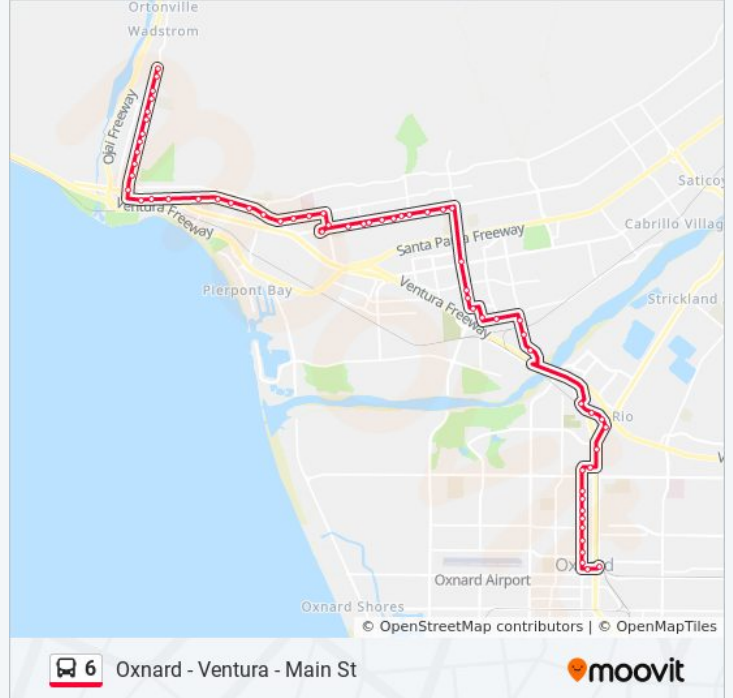 Ortonville
Wadstrom
Ojai Freeway
Ventura Freeway
Saticoy
Cabrillo Villag
Santa Paula Freeway
Pierpont Bay
Ventura Freeway
Strickland
Rio
V
Oxnard
Oxnard Airport
Oxnard Shores
© OpenStreetMap contributors | © OpenMapTiles
6 Oxnard - Ventura - Main St
moovit